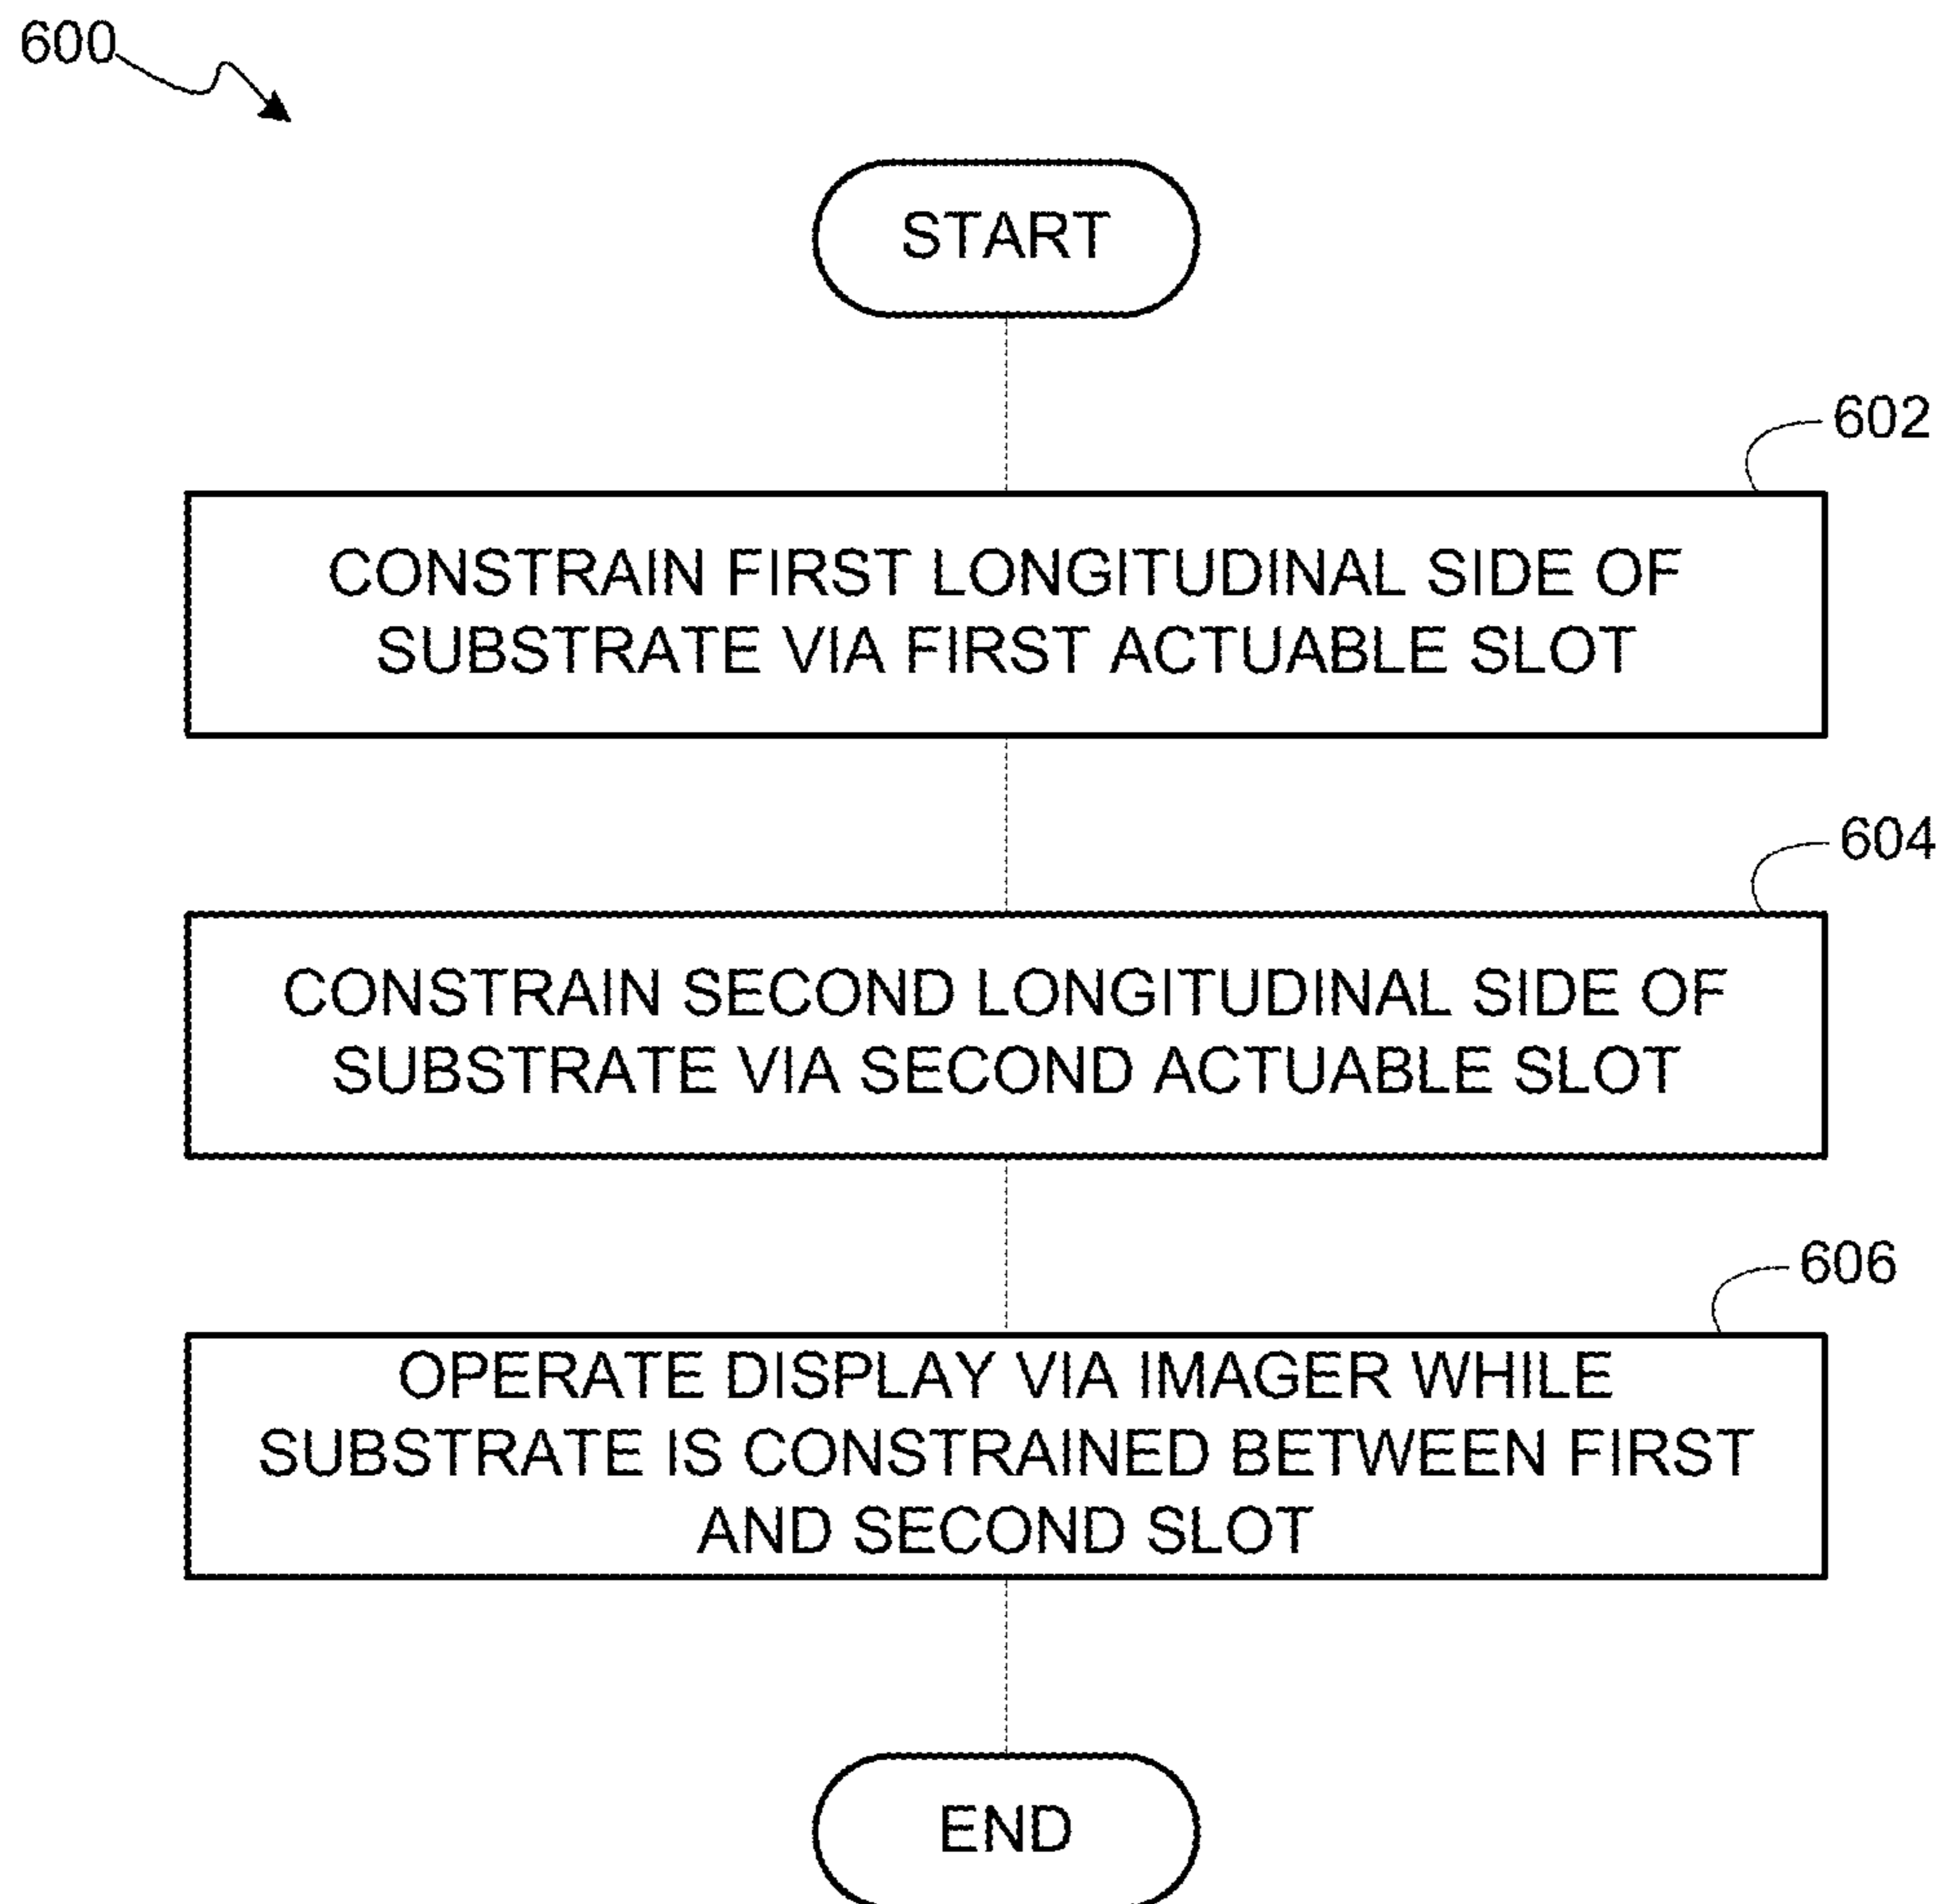 600
START
602
CONSTRAIN FIRST LONGITUDINAL SIDE OF
SUBSTRATE VIA FIRST ACTUABLE SLOT
604
CONSTRAIN SECOND LONGITUDINAL SIDE OF
SUBSTRATE VIA SECOND ACTUABLE SLOT
606
OPERATE DISPLAY VIA IMAGER WHILE
SUBSTRATE IS CONSTRAINED BETWEEN FIRST
AND SECOND SLOT
END